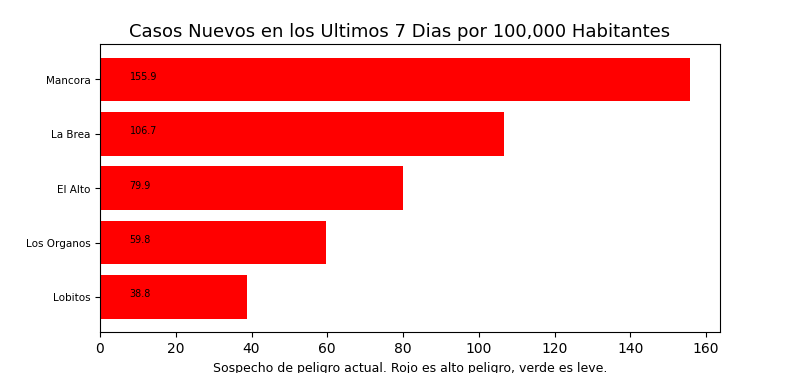 Casos Nuevos en los Ultimos 7 Dias por 100,000 Habitantes
Mancora 155.9
La Brea 106.7
El Alto 79.9
Los Organos 59.8
Lobitos 38.8
0 20 40 60 80 100 120 140 160
Sospecho de peligro actual. Rojo es alto peligro, verde es leve.